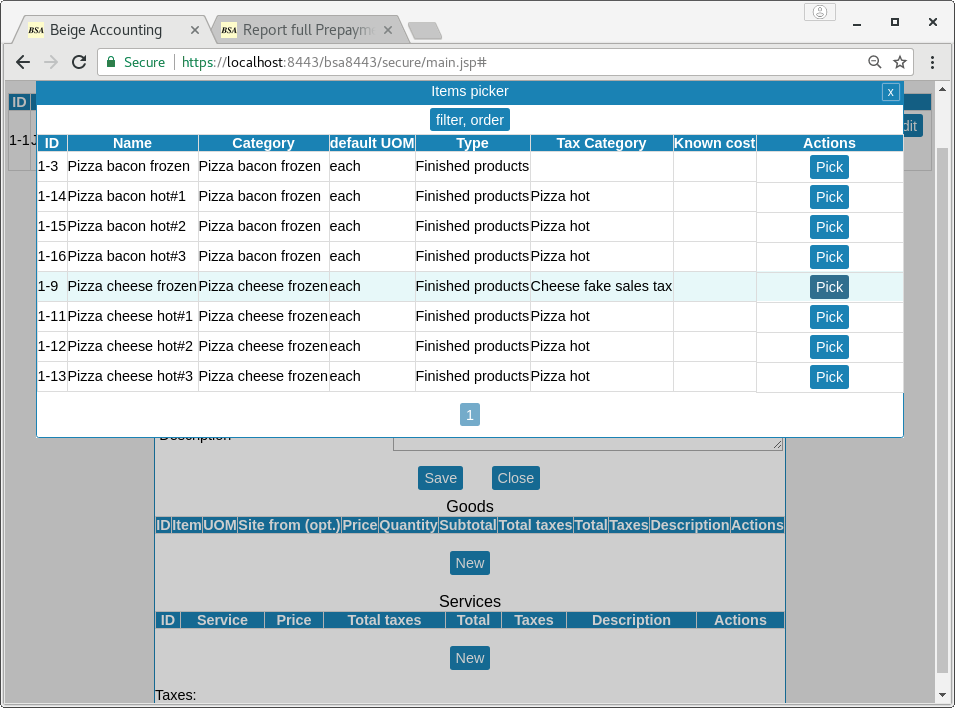 BSA Beige Accounting
BSA Report full Prepaym
Secure https://localhost:8443/bsa8443/secure/main.jsp#
Items picker x
filter, order
ID Name Category default UOM Type Tax Category Known cost Actions
1-3 Pizza bacon frozen Pizza bacon frozen each Finished products Pick
1-14 Pizza bacon hot#1 Pizza bacon frozen each Finished products Pizza hot Pick
1-15 Pizza bacon hot#2 Pizza bacon frozen each Finished products Pizza hot Pick
1-16 Pizza bacon hot#3 Pizza bacon frozen each Finished products Pizza hot Pick
1-9 Pizza cheese frozen Pizza cheese frozen each Finished products Cheese fake sales tax Pick
1-11 Pizza cheese hot#1 Pizza cheese frozen each Finished products Pizza hot Pick
1-12 Pizza cheese hot#2 Pizza cheese frozen each Finished products Pizza hot Pick
1-13 Pizza cheese hot#3 Pizza cheese frozen each Finished products Pizza hot Pick
1
ID
1-1J
dit
Description
Save Close
Goods
ID Item UOM Site from (opt.) Price Quantity Subtotal Total taxes Total Taxes Description Actions
New
Services
ID Service Price Total taxes Total Taxes Description Actions
New
Taxes: